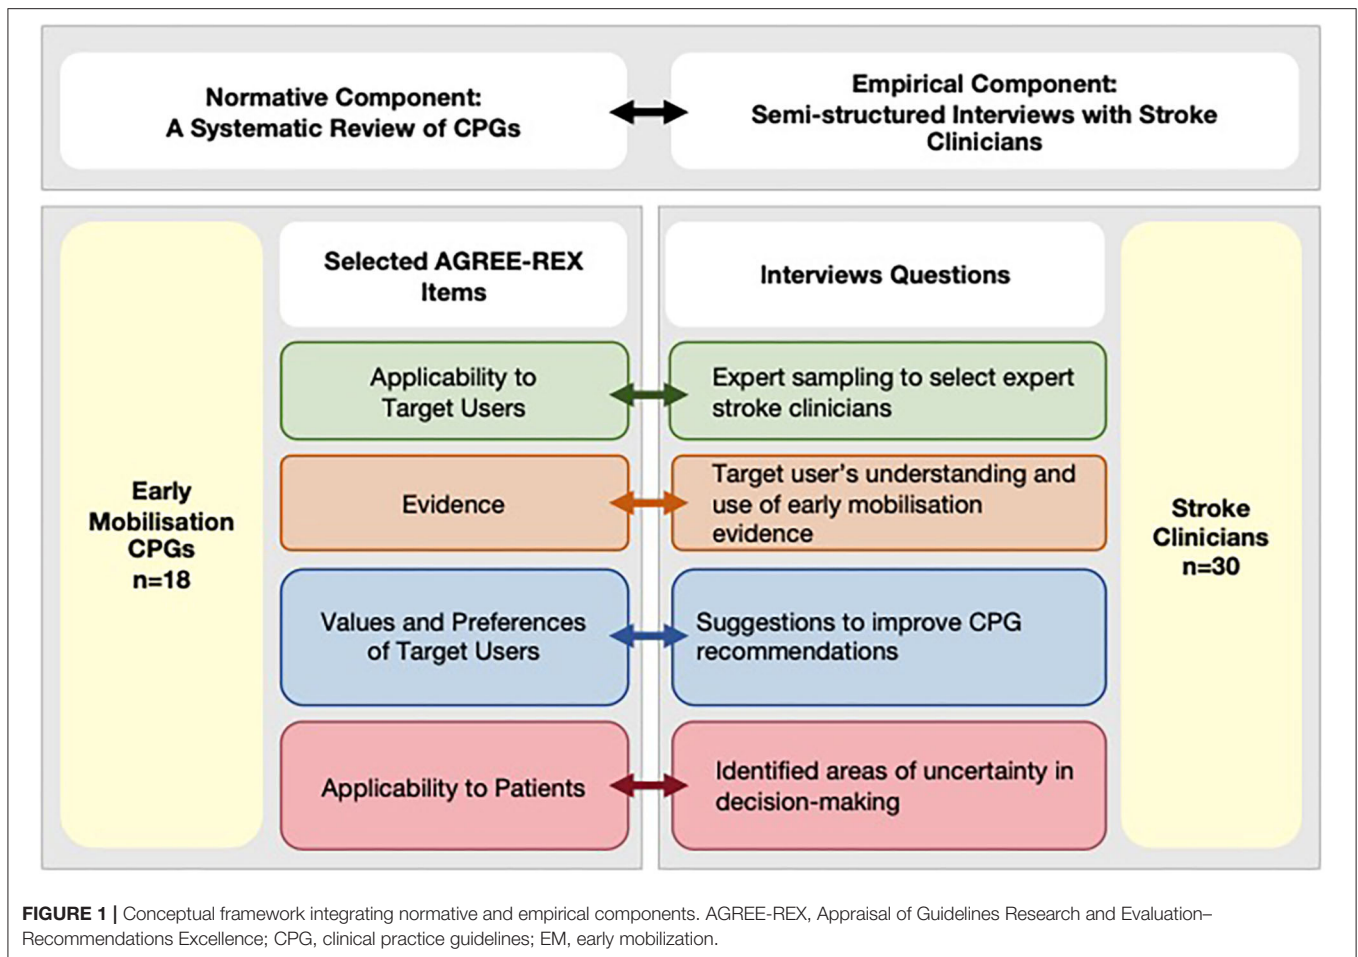 Normative Component:
A Systematic Review of CPGs
Empirical Component:
Semi-structured Interviews with Stroke
Clinicians
Early
Mobilisation
CPGs
n=18
Selected AGREE-REX
Items
Interviews Questions
Stroke
Clinicians
n=30
Applicability to
Target Users
Expert sampling to select expert
stroke clinicians
Evidence
Target user's understanding and
use of early mobilisation
evidence
Values and Preferences
of Target Users
Suggestions to improve CPG
recommendations
Applicability to Patients
Identified areas of uncertainty in
decision-making
FIGURE 1 | Conceptual framework integrating normative and empirical components. AGREE-REX, Appraisal of Guidelines Research and Evaluation–
Recommendations Excellence; CPG, clinical practice guidelines; EM, early mobilization.